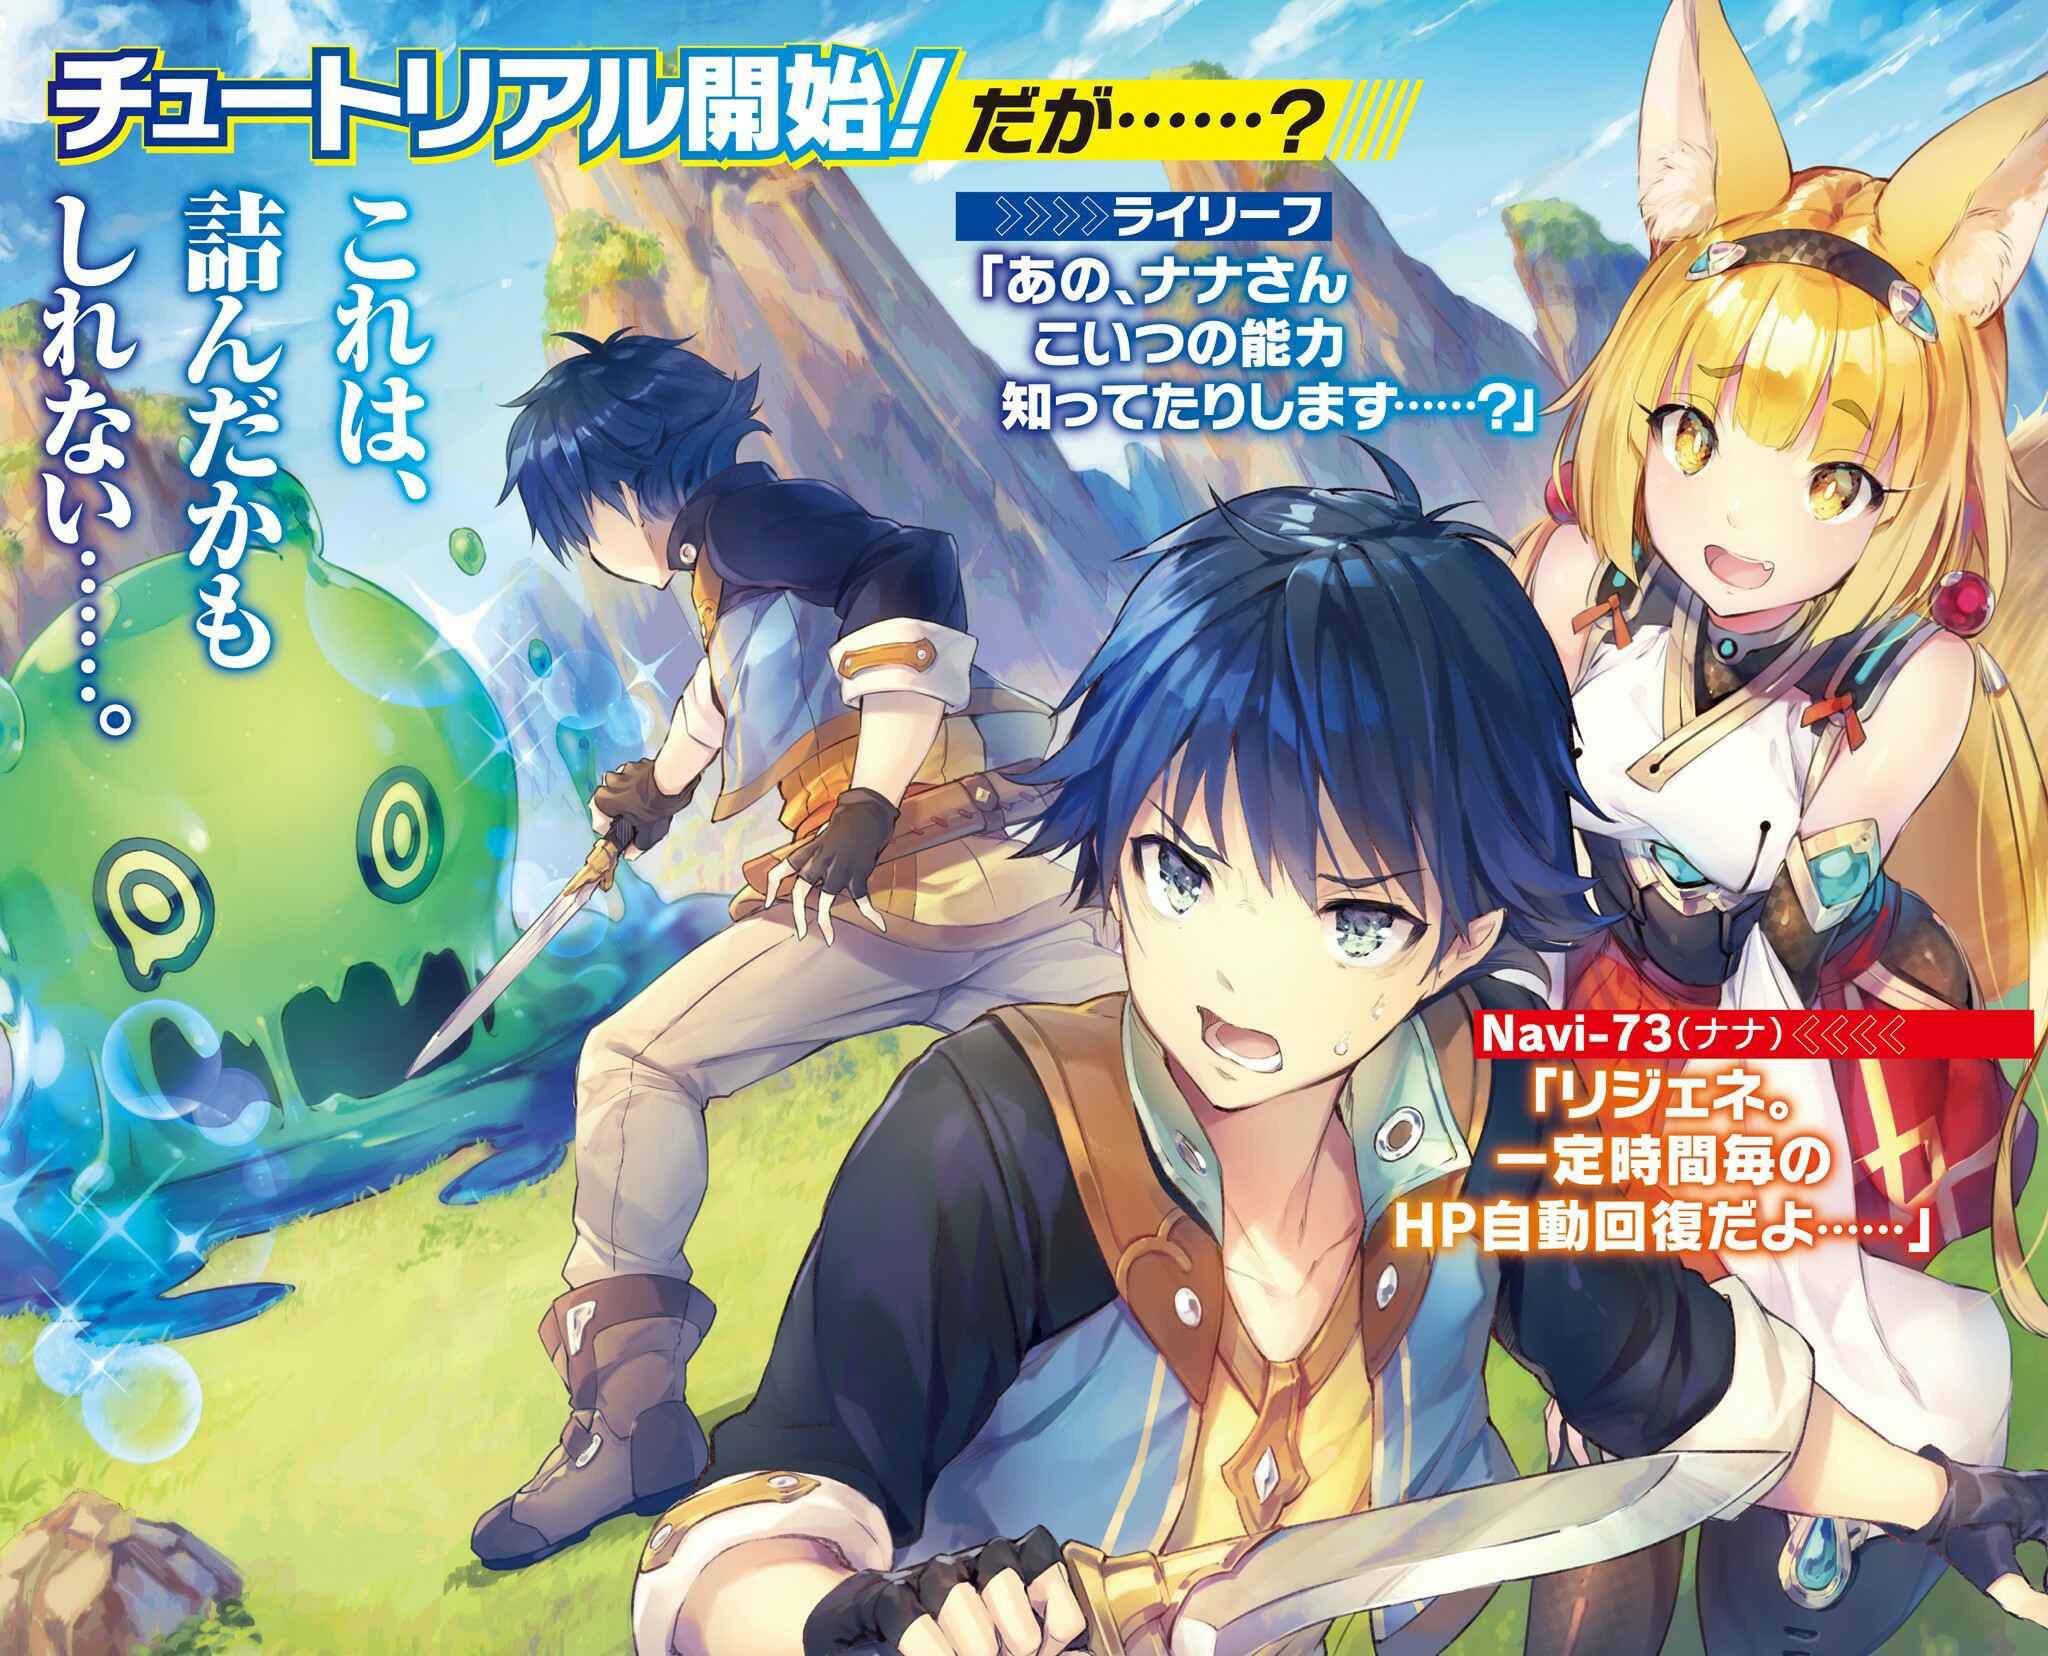 チュートリアル開始！だが……？
これは、
詰んだかも
しれない……。
ライリーフ
「あの、ナナさん
こいつの能力
知ってたりします……？」
Navi-73（ナナ）
「リジェネ。
一定時間毎の
HP自動回復だよ……」